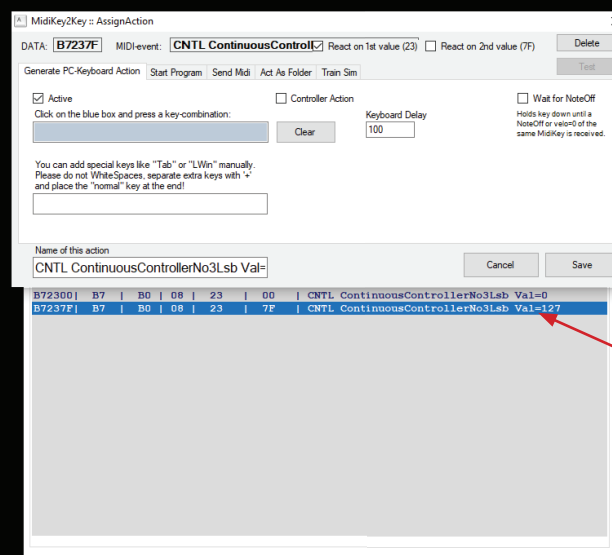 MidiKey2Key :: AssignAction
DATA: B7237F MIDI-event: CNTL ContinuousControll React on 1st value (23) React on 2nd value (7F) Delete
Generate PC-Keyboard Action Start Program Send Midi Act As Folder Train Sim Test
Active Controller Action Wait for NoteOff
Click on the blue box and press a key-combination: Keyboard Delay Holds key down until a
NoteOff or velo=0 of the
same MidiKey is received.
Clear 100
You can add special keys like "Tab" or "LWin" manually.
Please do not WhiteSpaces, separate extra keys with '+'
and place the "normal" key at the end!
Name of this action
CNTL ContinuousControllerNo3Lsb Val= Cancel Save
B72300| B7 | B0 | 08 | 23 | 00 | CNTL ContinuousControllerNo3Lsb Val=0
B7237F| B7 | B0 | 08 | 23 | 7F | CNTL ContinuousControllerNo3Lsb Val=127